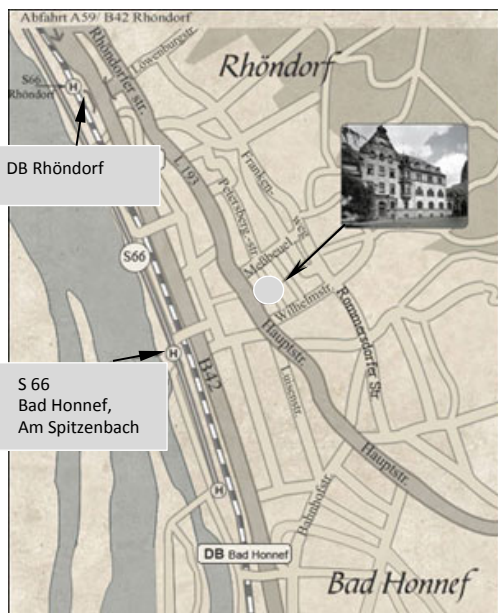 Abfahrt A59/ B42 Rhöndorf
Löwenburgstr.
Rhöndorfer str.
Rhöndorf
S66
Rhöndorf
H
DB Rhöndorf
L 193
Franken-
weg
Petersberg.-str.
Meßbeuel
S66
Wilhelmstr.
Rommersdorfer Str.
Hauptstr.
H
B42
S 66
Bad Honnef,
Am Spitzenbach
Luisenstr.
Hauptstr.
Bahnhofstr.
H
DB Bad Honnef
Bad Honnef